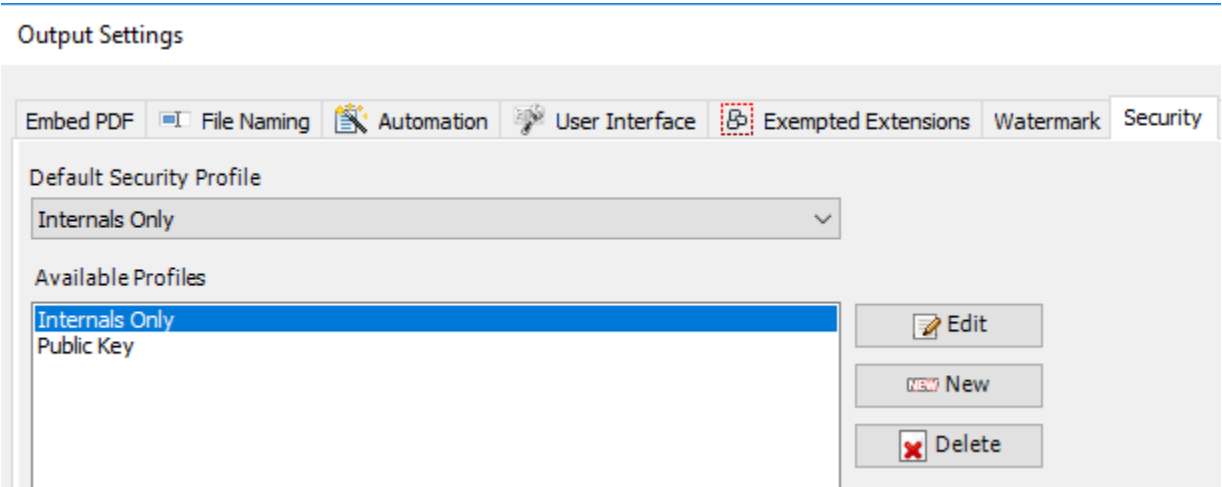 Output Settings
Embed PDF File Naming Automation User Interface Exempted Extensions Watermark Security
Default Security Profile
Internals Only
Available Profiles
Internals Only
Public Key
Edit
NEW New
Delete